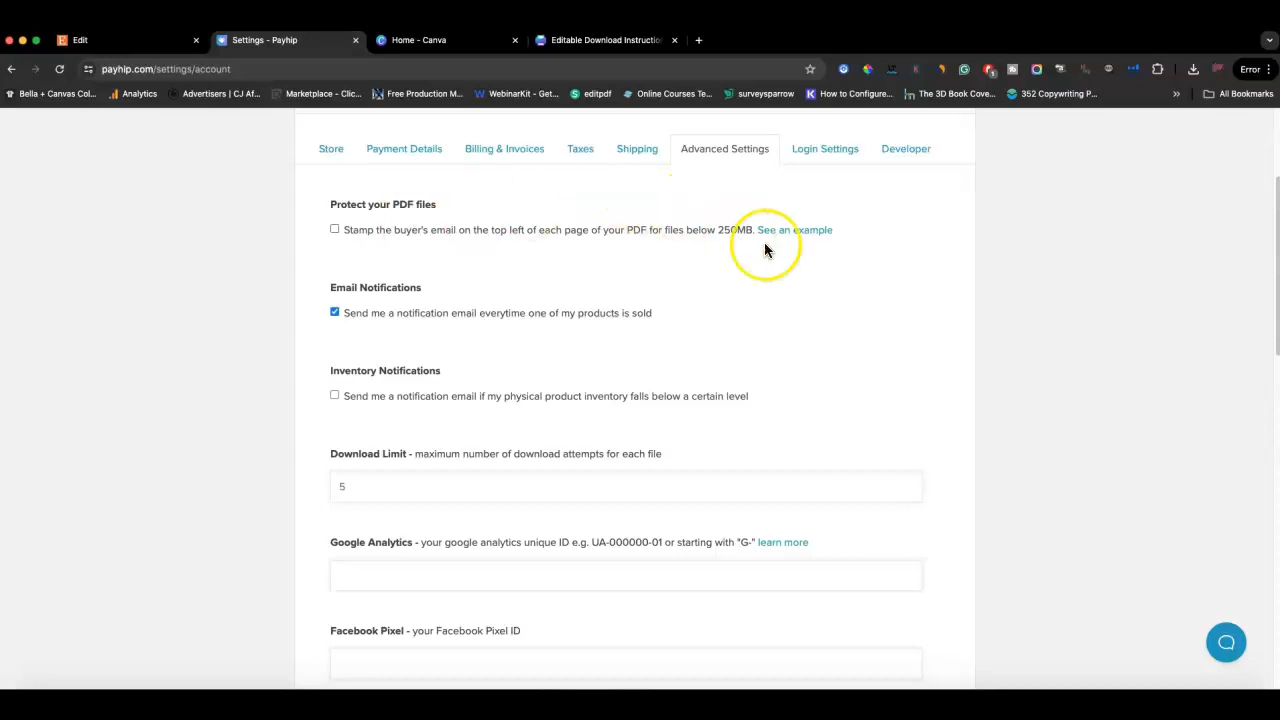 Edit
Settings - Payhip
Home - Canva
Editable Download Instructio
payhip.com/settings/account
Error
Bella + Canvas Col...
Analytics
Advertisers | CJ Af...
Marketplace - Clic...
Free Production M...
WebinarKit - Get...
editpdf
Online Courses Te...
surveysparrow
How to Configure...
The 3D Book Cove...
352 Copywriting P...
All Bookmarks
Store
Payment Details
Billing & Invoices
Taxes
Shipping
Advanced Settings
Login Settings
Developer
Protect your PDF files
Stamp the buyer's email on the top left of each page of your PDF for files below 250MB. See an example
Email Notifications
Send me a notification email everytime one of my products is sold
Inventory Notifications
Send me a notification email if my physical product inventory falls below a certain level
Download Limit - maximum number of download attempts for each file
5
Google Analytics - your google analytics unique ID e.g. UA-000000-01 or starting with "G-" learn more
Facebook Pixel - your Facebook Pixel ID